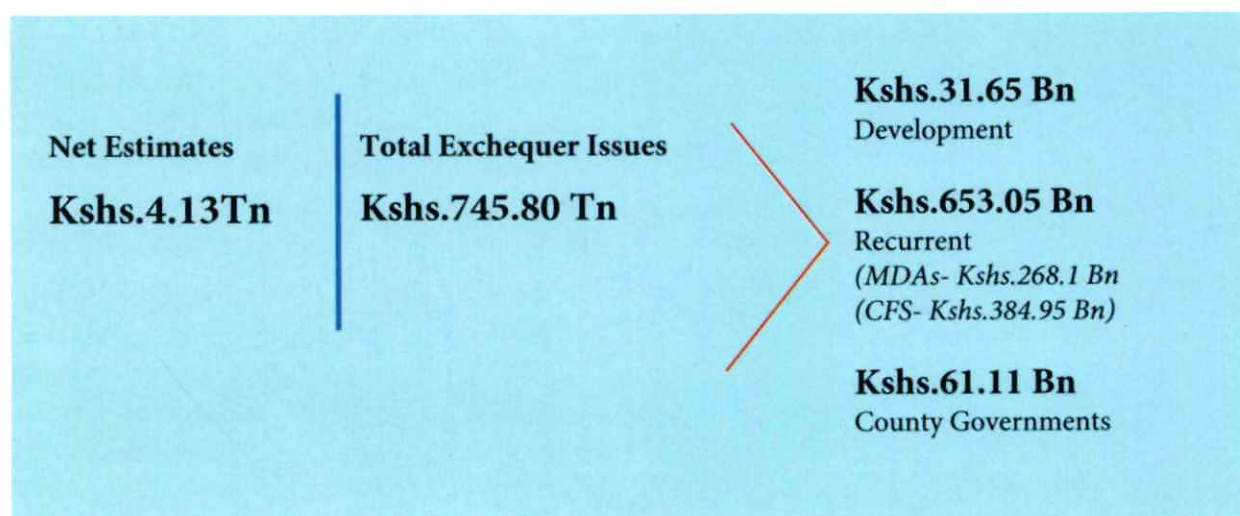 Net Estimates
Kshs.4.13Tn
Total Exchequer Issues
Kshs.745.80 Tn
Kshs.31.65 Bn
Development
Kshs.653.05 Bn
Recurrent
(MDAs- Kshs.268.1 Bn
(CFS- Kshs.384.95 Bn)
Kshs.61.11 Bn
County Governments